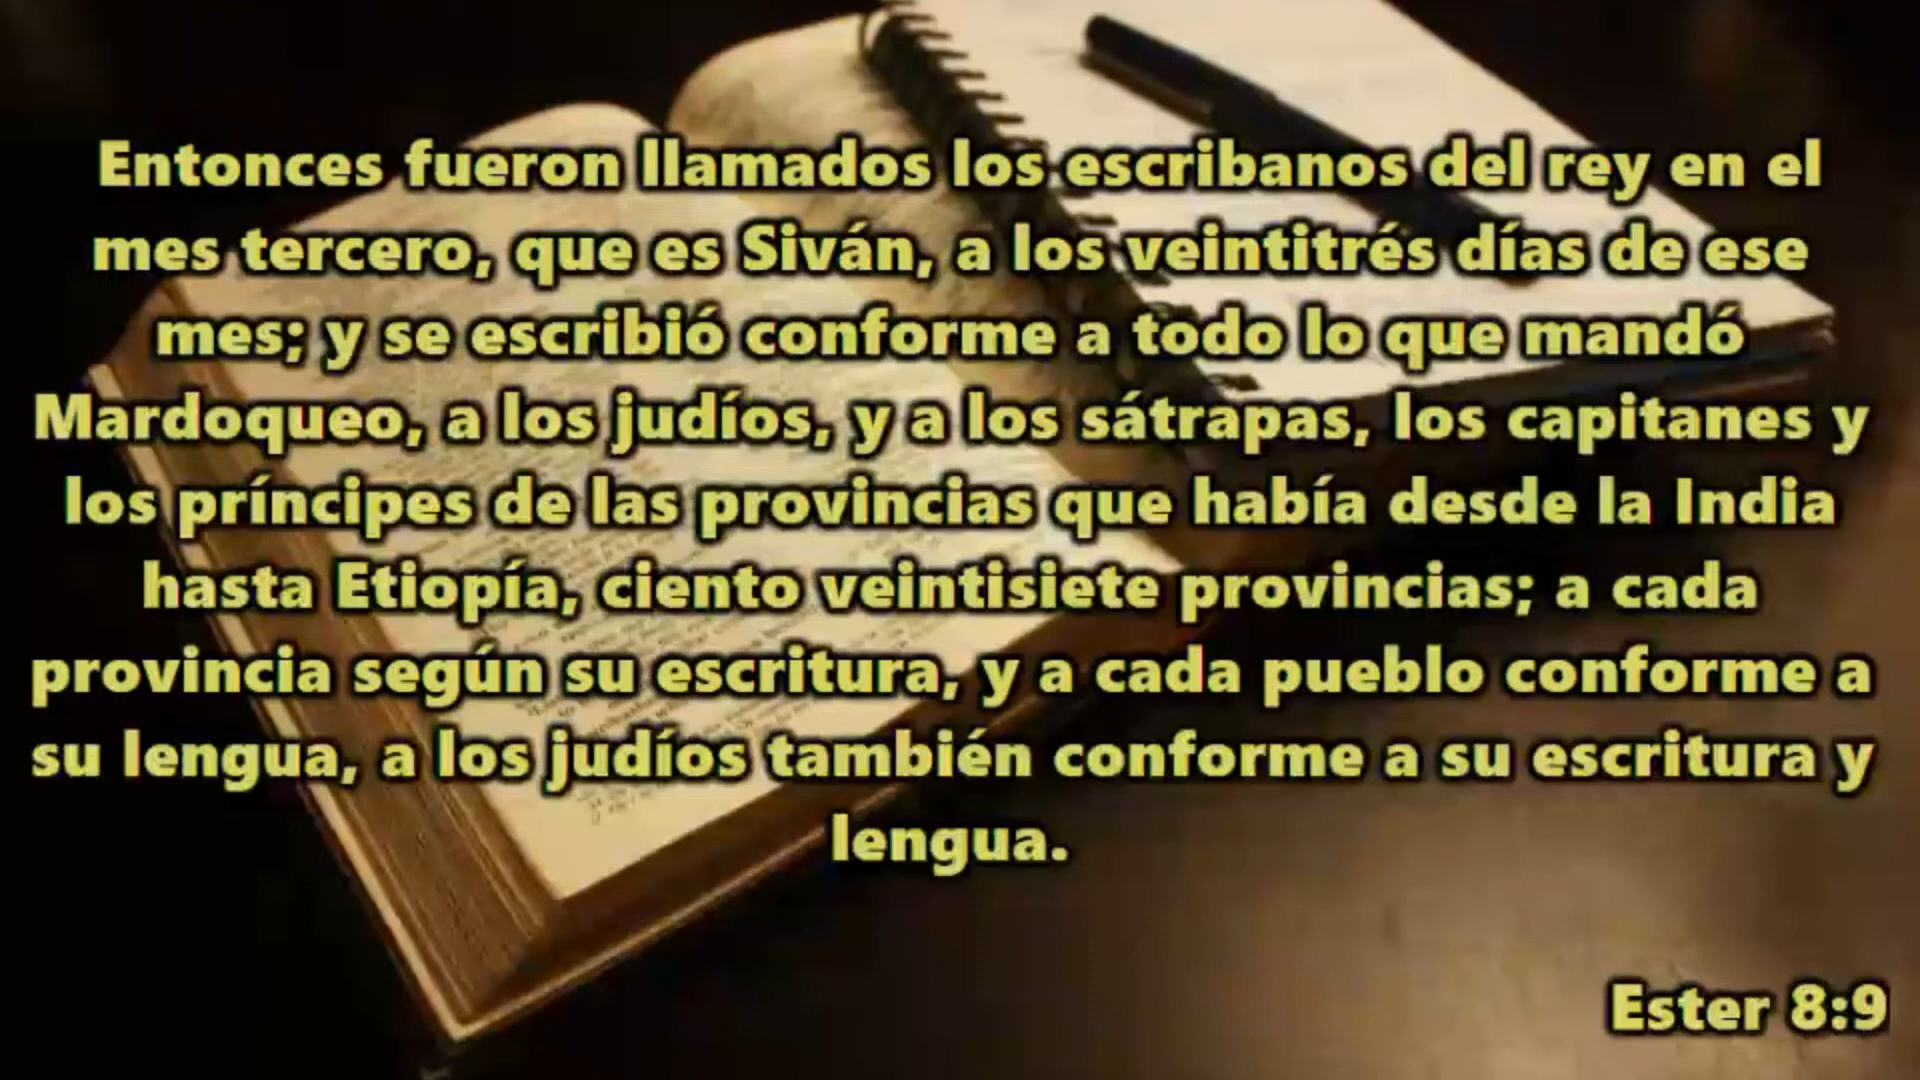 Entonces fueron llamados los escribanos del rey en el
mes tercero, que es Siván, a los veintitrés días de ese
mes; y se escribió conforme a todo lo que mandó
Mardoqueo, a los judíos, y a los sátrapas, los capitanes y
los príncipes de las provincias que había desde la India
hasta Etiopía, ciento veintisiete provincias; a cada
provincia según su escritura, y a cada pueblo conforme a
su lengua, a los judíos también conforme a su escritura y
lengua.
Ester 8:9